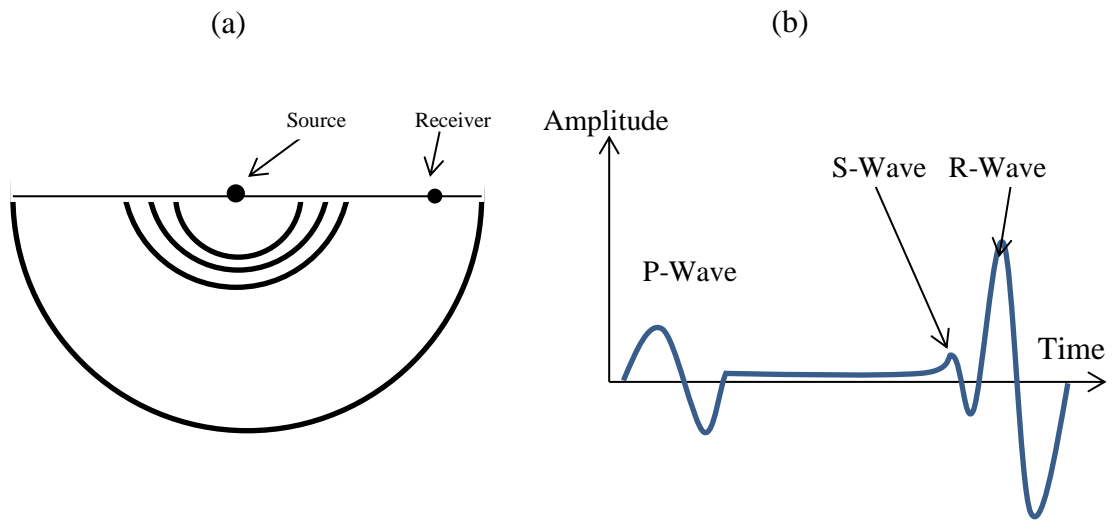 (a)
(b)
Source
Receiver
Amplitude
S-Wave
R-Wave
P-Wave
Time